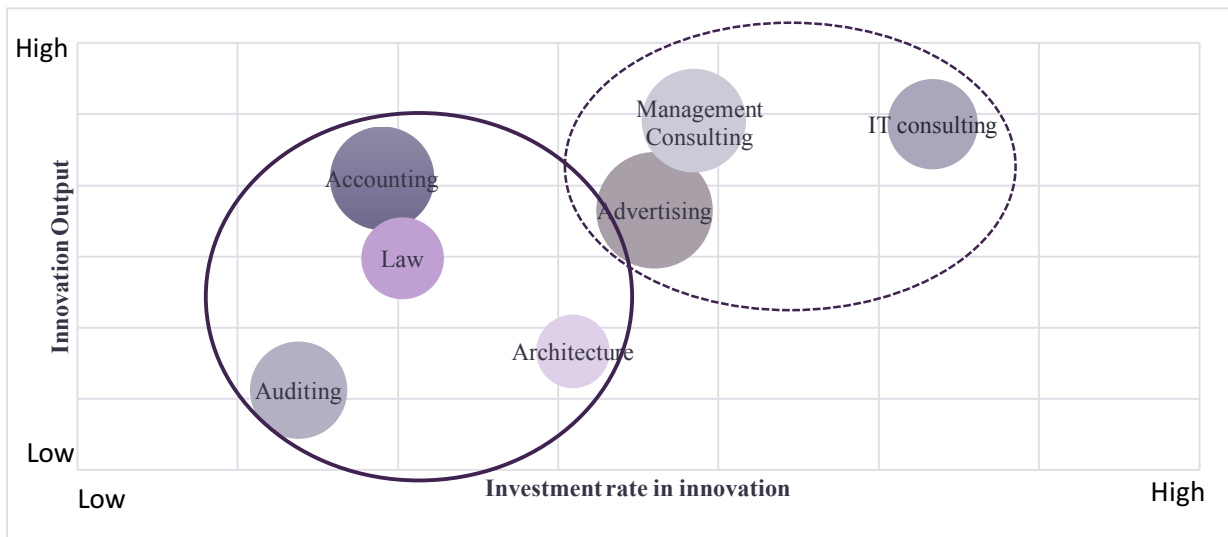 High
Management
Consulting
IT consulting
Accounting
Advertising
Law
Architecture
Auditing
Innovation Output
Low
Low
Investment rate in innovation
High